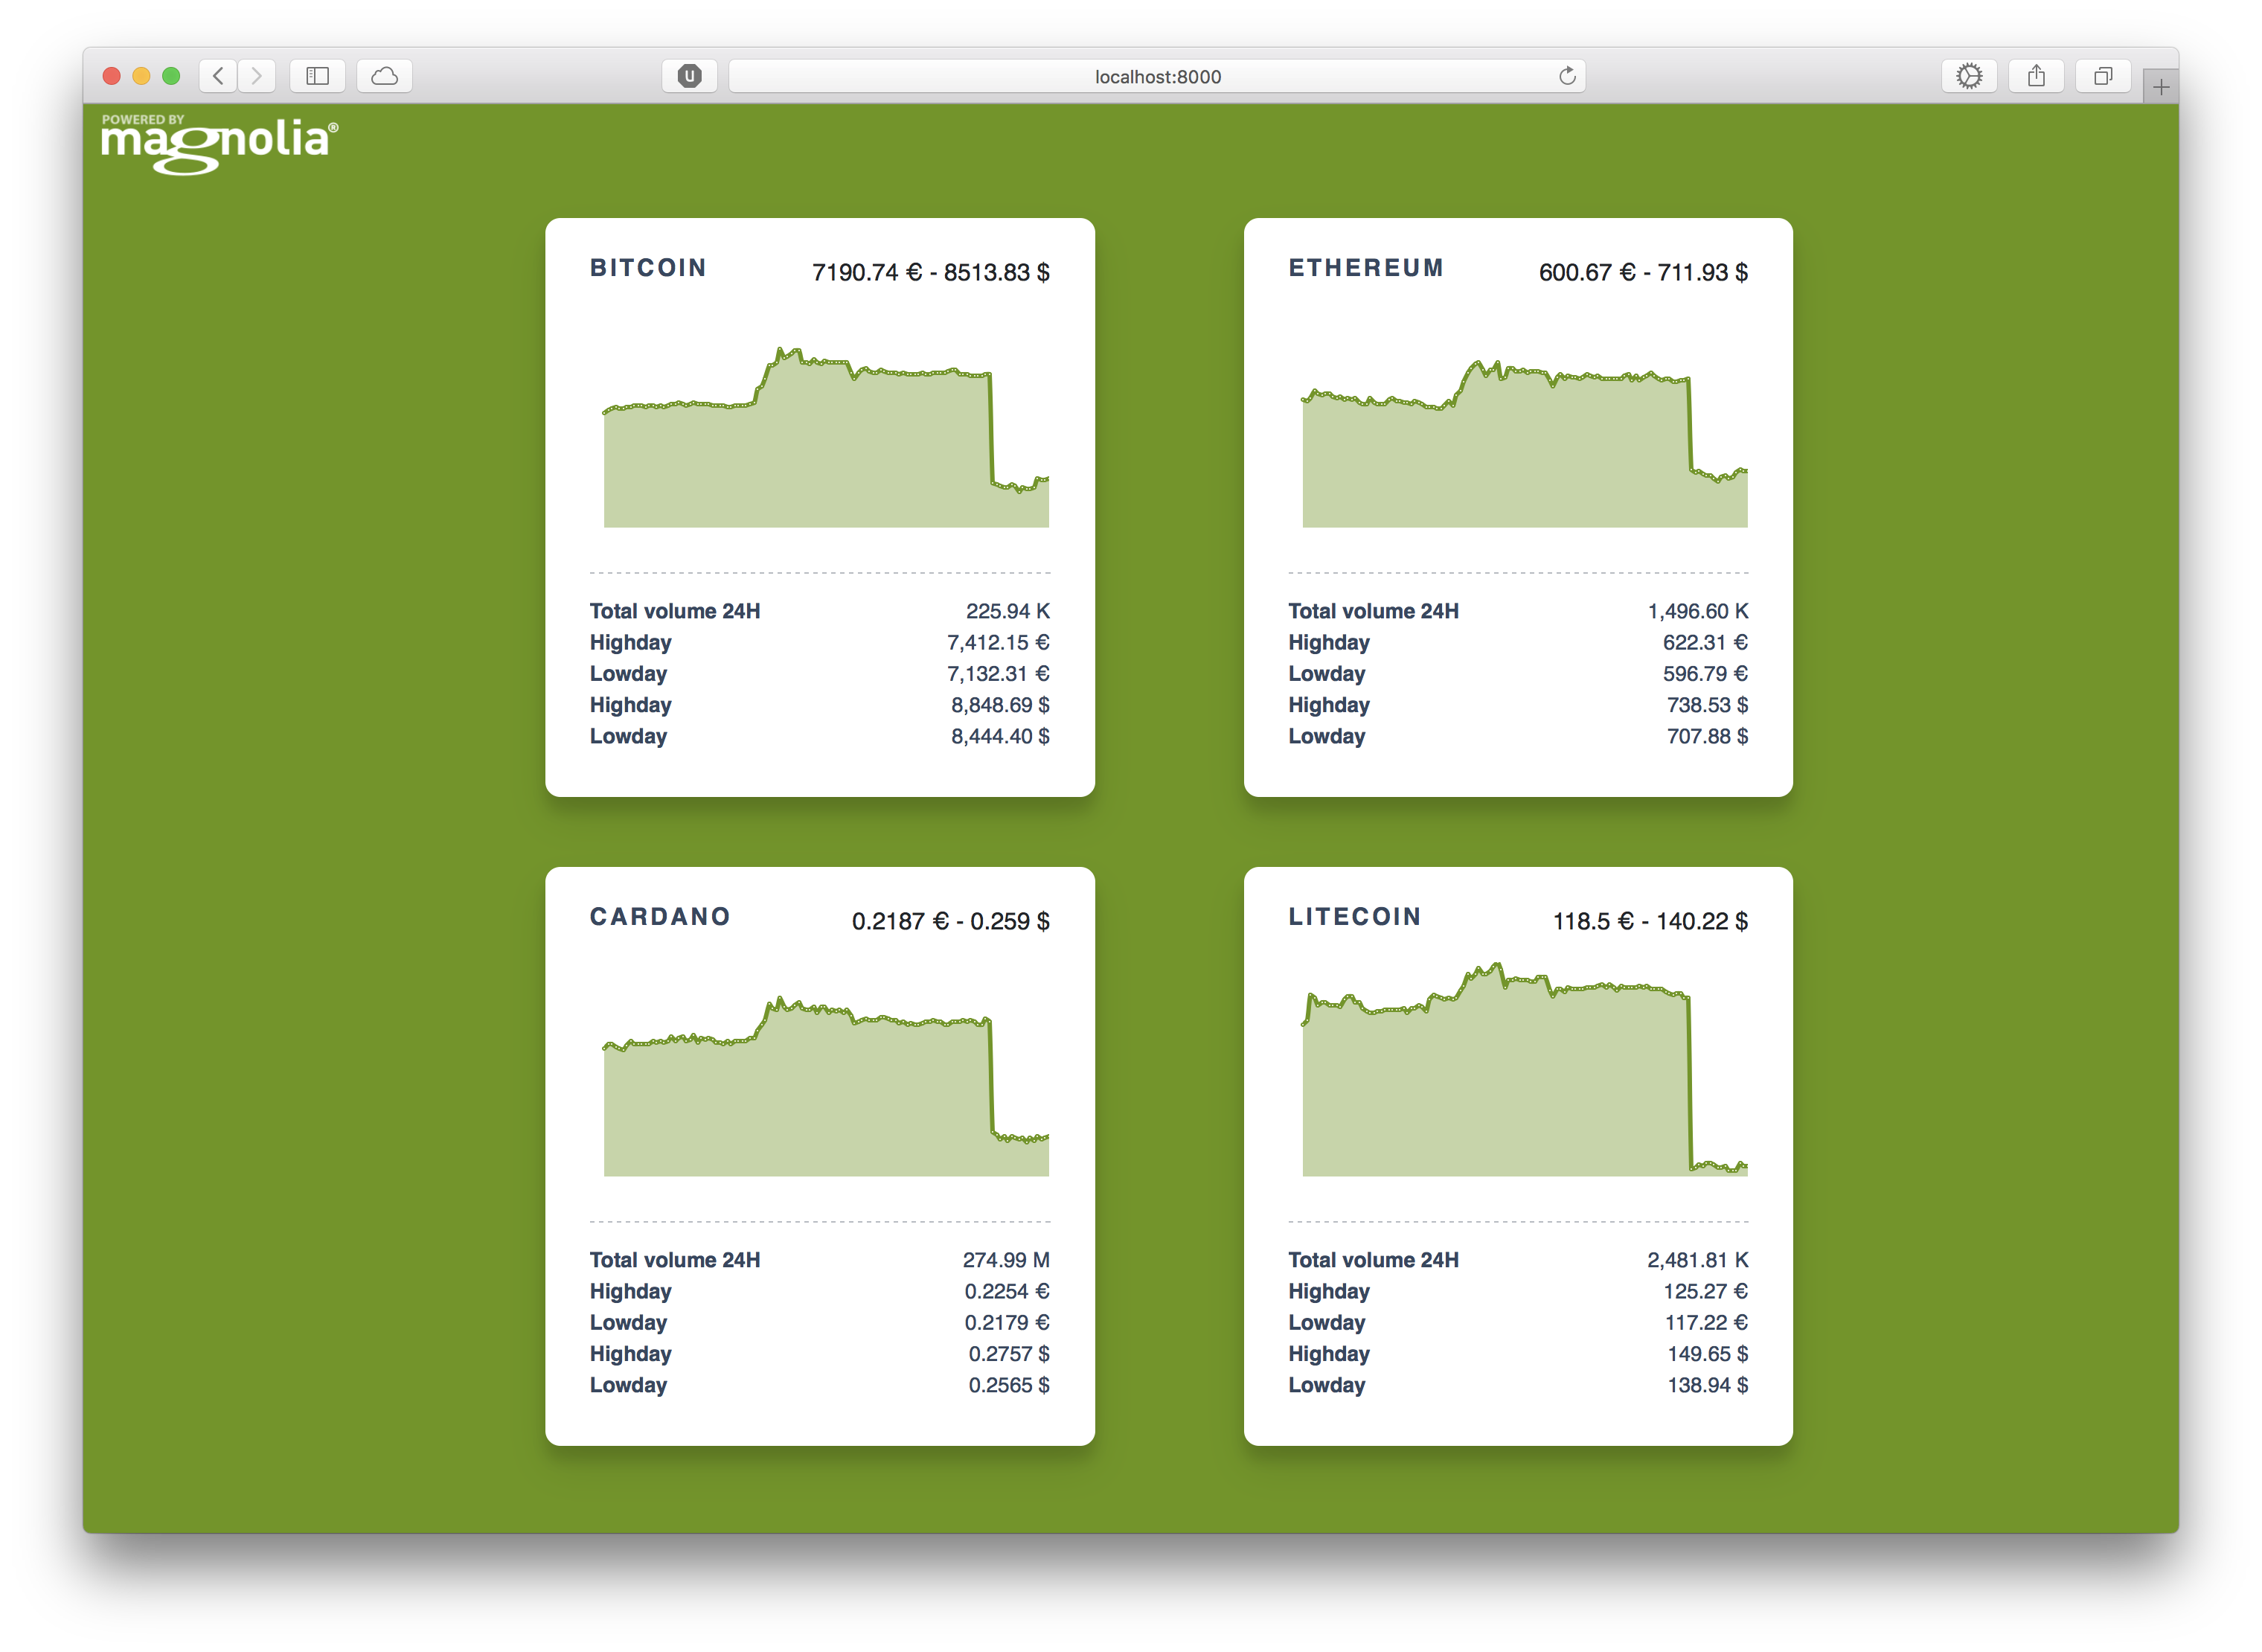 U
localhost:8000
POWERED BY
magnolia®
BITCOIN 7190.74 € - 8513.83 $
Total volume 24H 225.94 K
Highday 7,412.15 €
Lowday 7,132.31 €
Highday 8,848.69 $
Lowday 8,444.40 $
ETHEREUM 600.67 € - 711.93 $
Total volume 24H 1,496.60 K
Highday 622.31 €
Lowday 596.79 €
Highday 738.53 $
Lowday 707.88 $
CARDANO 0.2187 € - 0.259 $
Total volume 24H 274.99 M
Highday 0.2254 €
Lowday 0.2179 €
Highday 0.2757 $
Lowday 0.2565 $
LITECOIN 118.5 € - 140.22 $
Total volume 24H 2,481.81 K
Highday 125.27 €
Lowday 117.22 €
Highday 149.65 $
Lowday 138.94 $